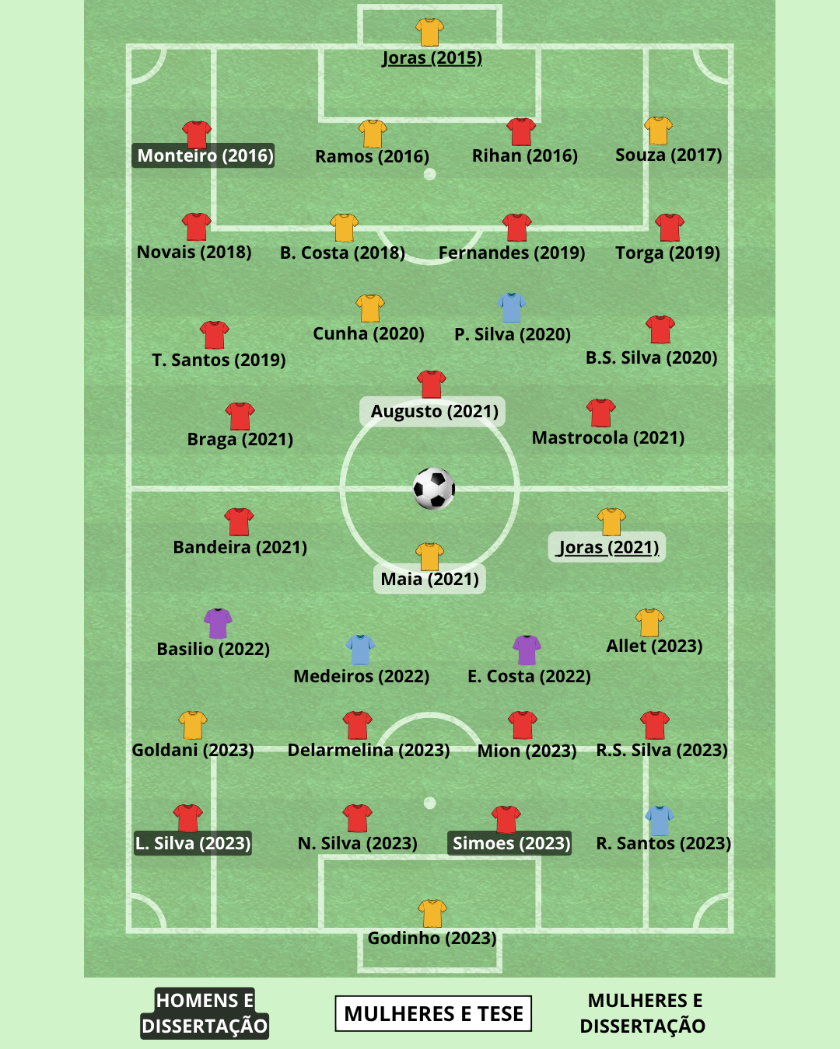 Joras (2015)
Monteiro (2016)
Ramos (2016)
Rihan (2016)
Souza (2017)
Novais (2018)
B. Costa (2018)
Fernandes (2019)
Torga (2019)
T. Santos (2019)
Cunha (2020)
P. Silva (2020)
B.S. Silva (2020)
Braga (2021)
Augusto (2021)
Mastrocola (2021)
Bandeira (2021)
Maia (2021)
Joras (2021)
Basilio (2022)
Medeiros (2022)
E. Costa (2022)
Allet (2023)
Goldani (2023)
Delarmelina (2023)
Mion (2023)
R.S. Silva (2023)
L. Silva (2023)
N. Silva (2023)
Simoes (2023)
R. Santos (2023)
Godinho (2023)
HOMENS E
DISSERTAÇÃO
MULHERES E TESE
MULHERES E
DISSERTAÇÃO